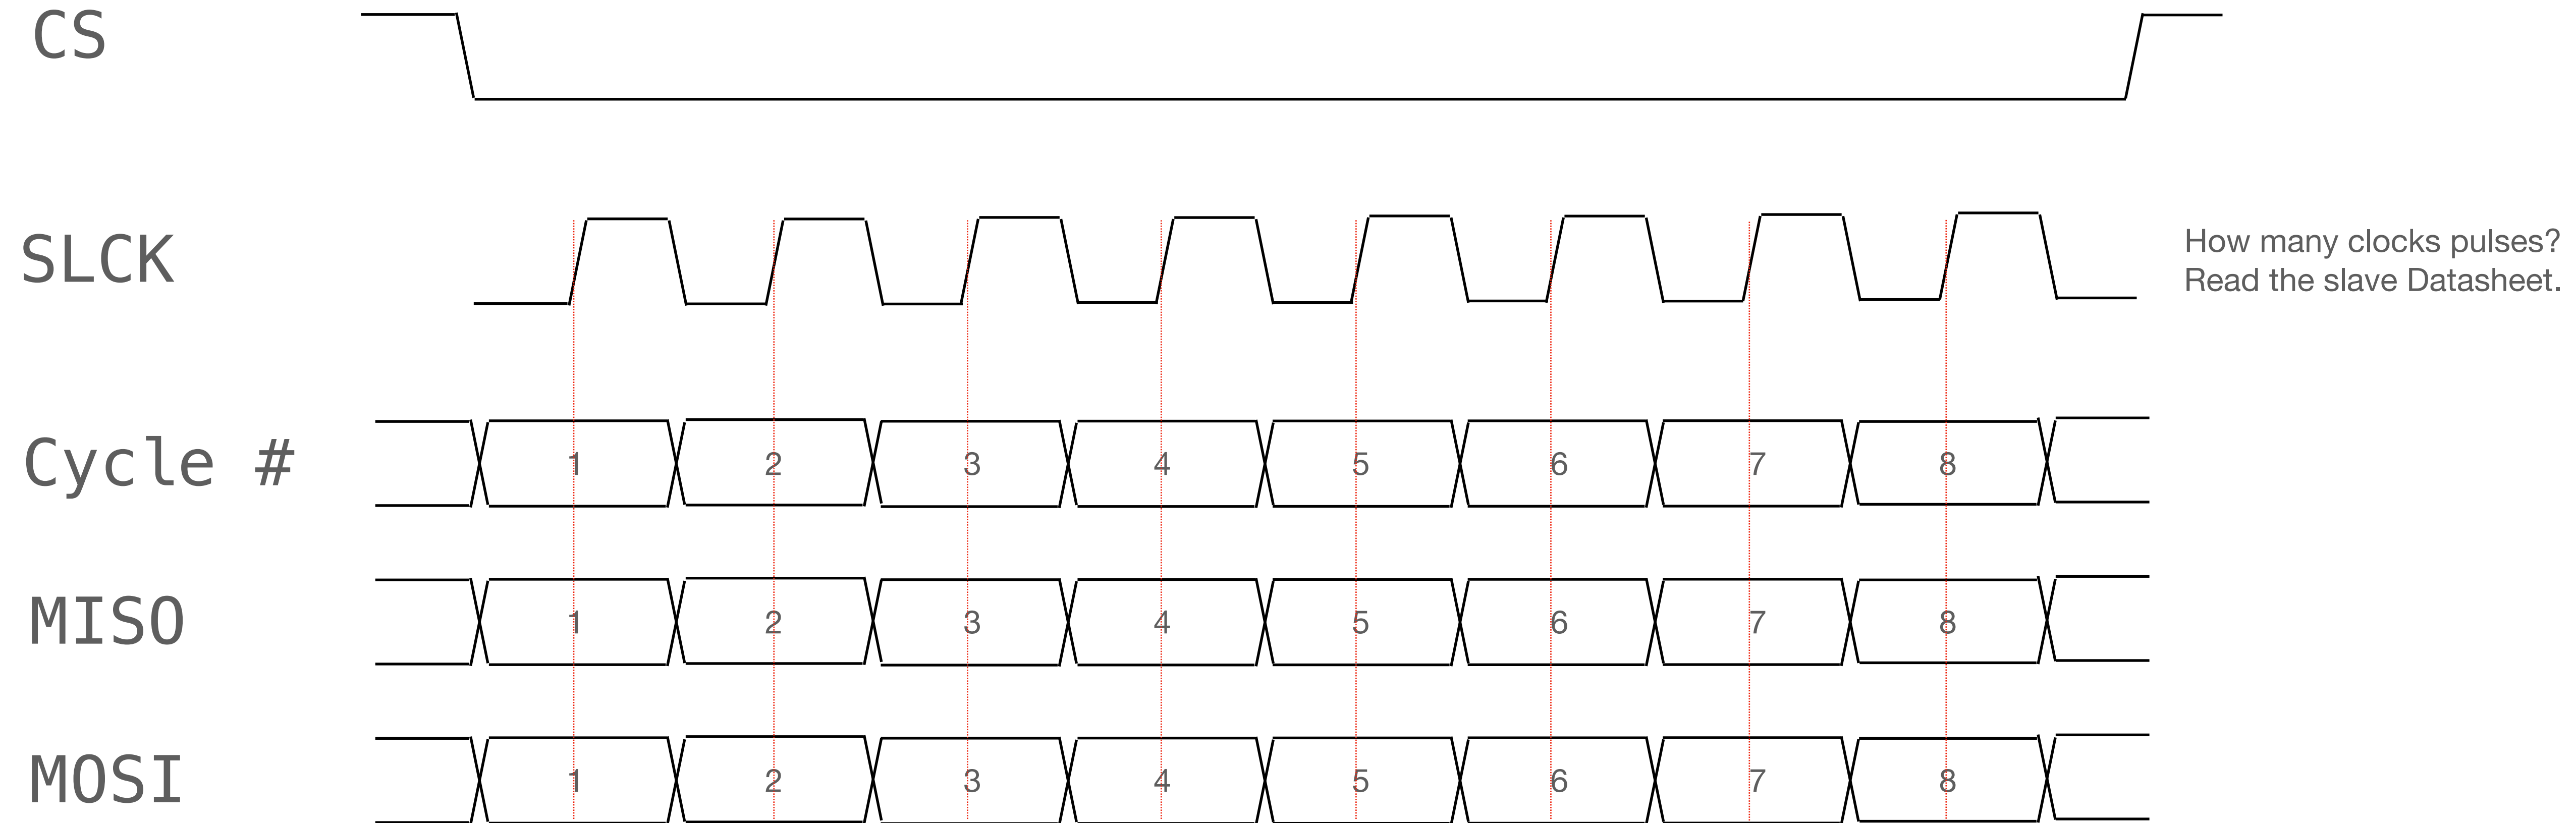 CS
SLCK
How many clocks pulses?
Read the slave Datasheet.
Cycle # 1 2 3 4 5 6 7 8
MISO 1 2 3 4 5 6 7 8
MOSI 1 2 3 4 5 6 7 8